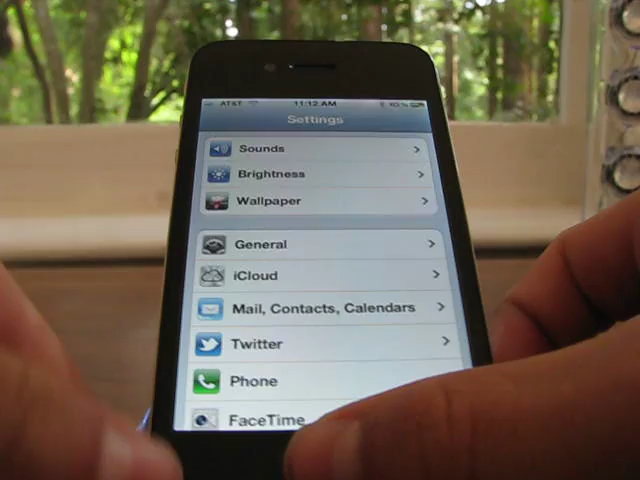 AT&T 11:12 AM
Settings
Sounds
Brightness
Wallpaper
General
iCloud
Mail, Contacts, Calendars
Twitter
Phone
FaceTime